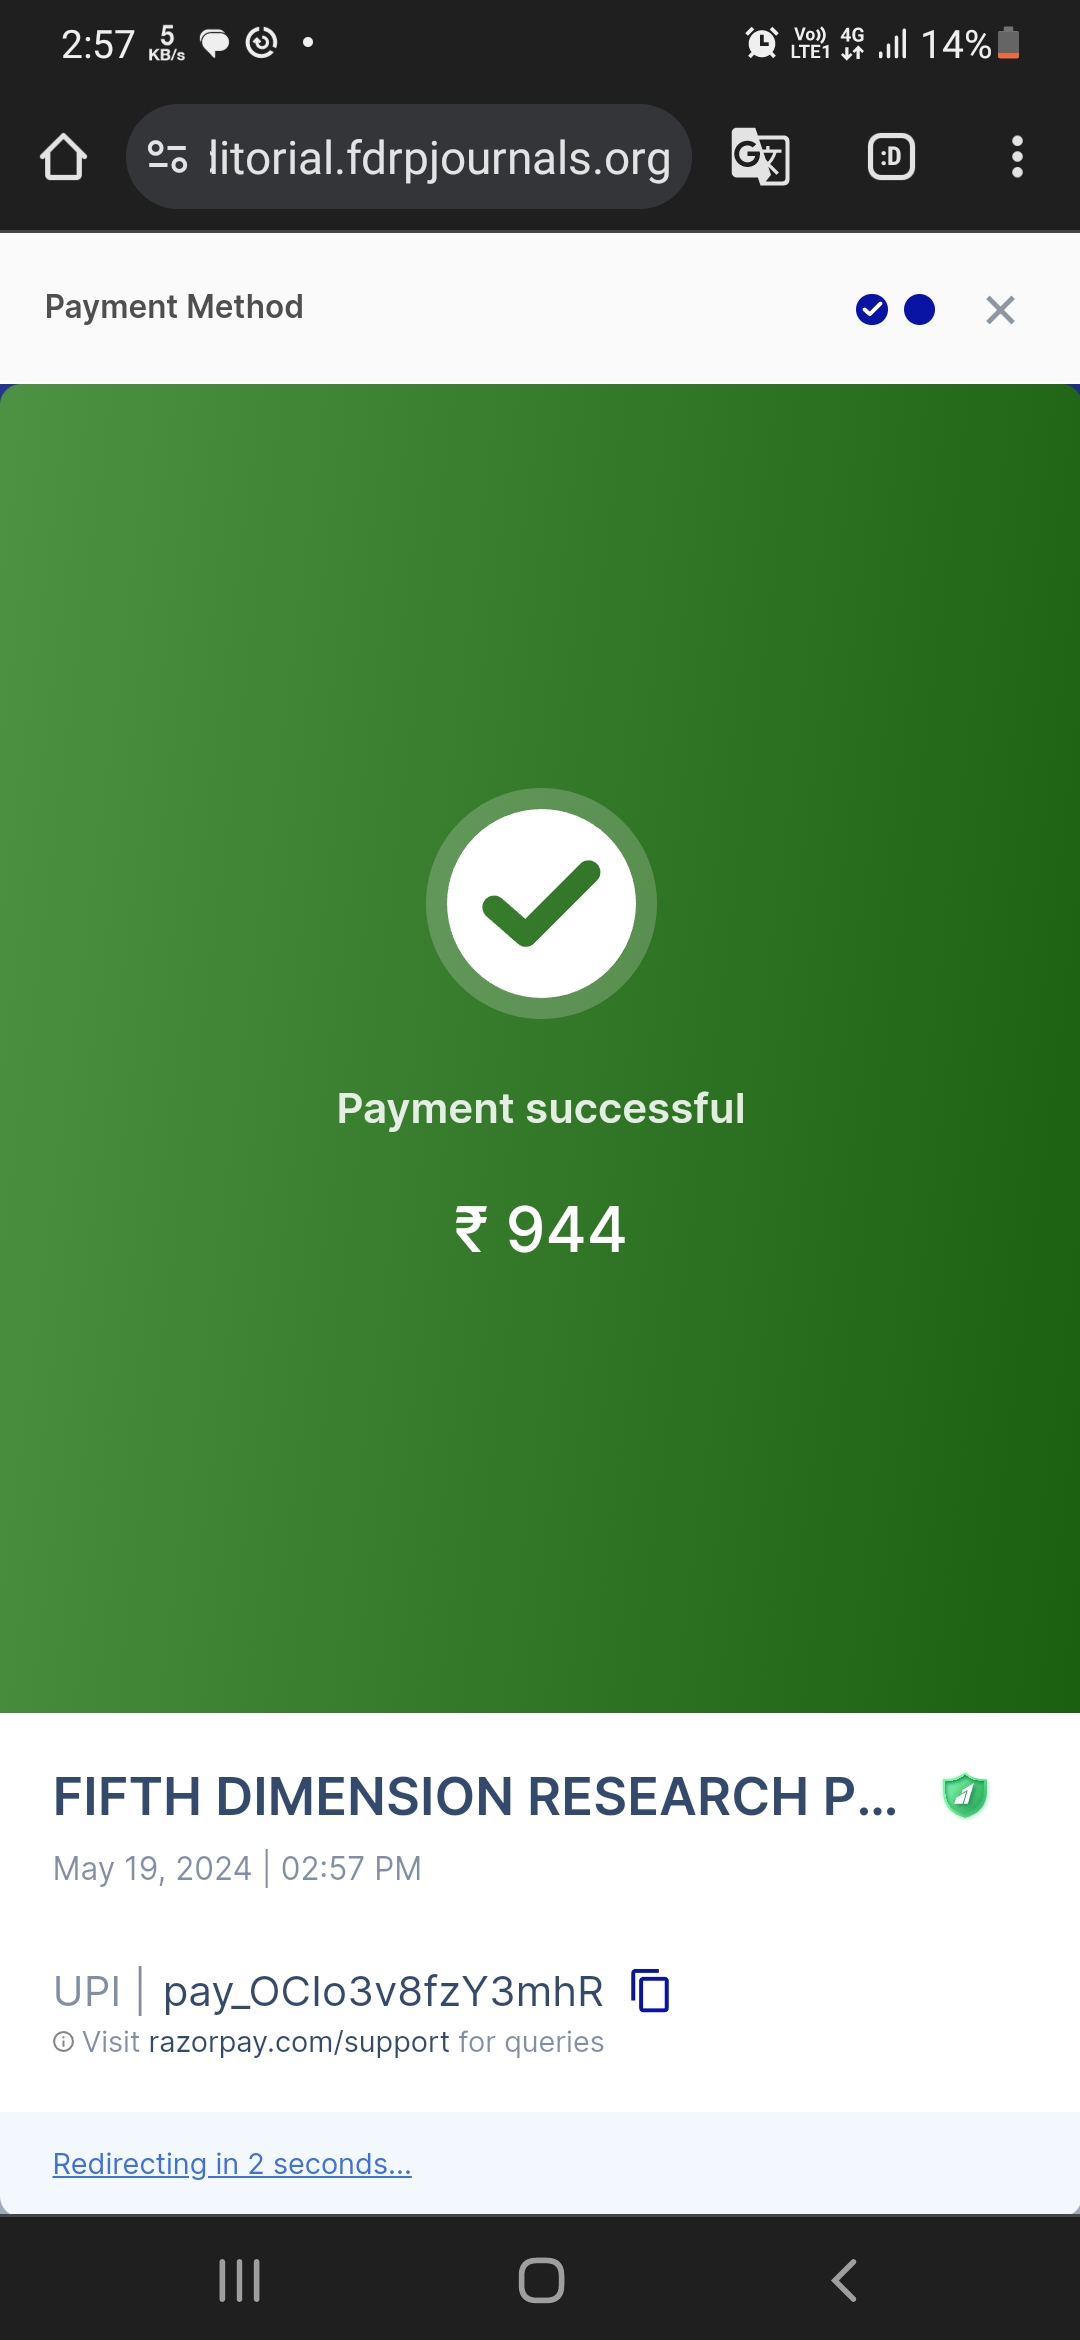 2:57 5 KB/s Vo)) LTE1 4G 14%
litorial.fdrpjournals.org :D
Payment Method
Payment successful
₹ 944
FIFTH DIMENSION RESEARCH P...
May 19, 2024 | 02:57 PM
UPI | pay_OCIo3v8fzY3mhR
Visit razorpay.com/support for queries
Redirecting in 2 seconds...